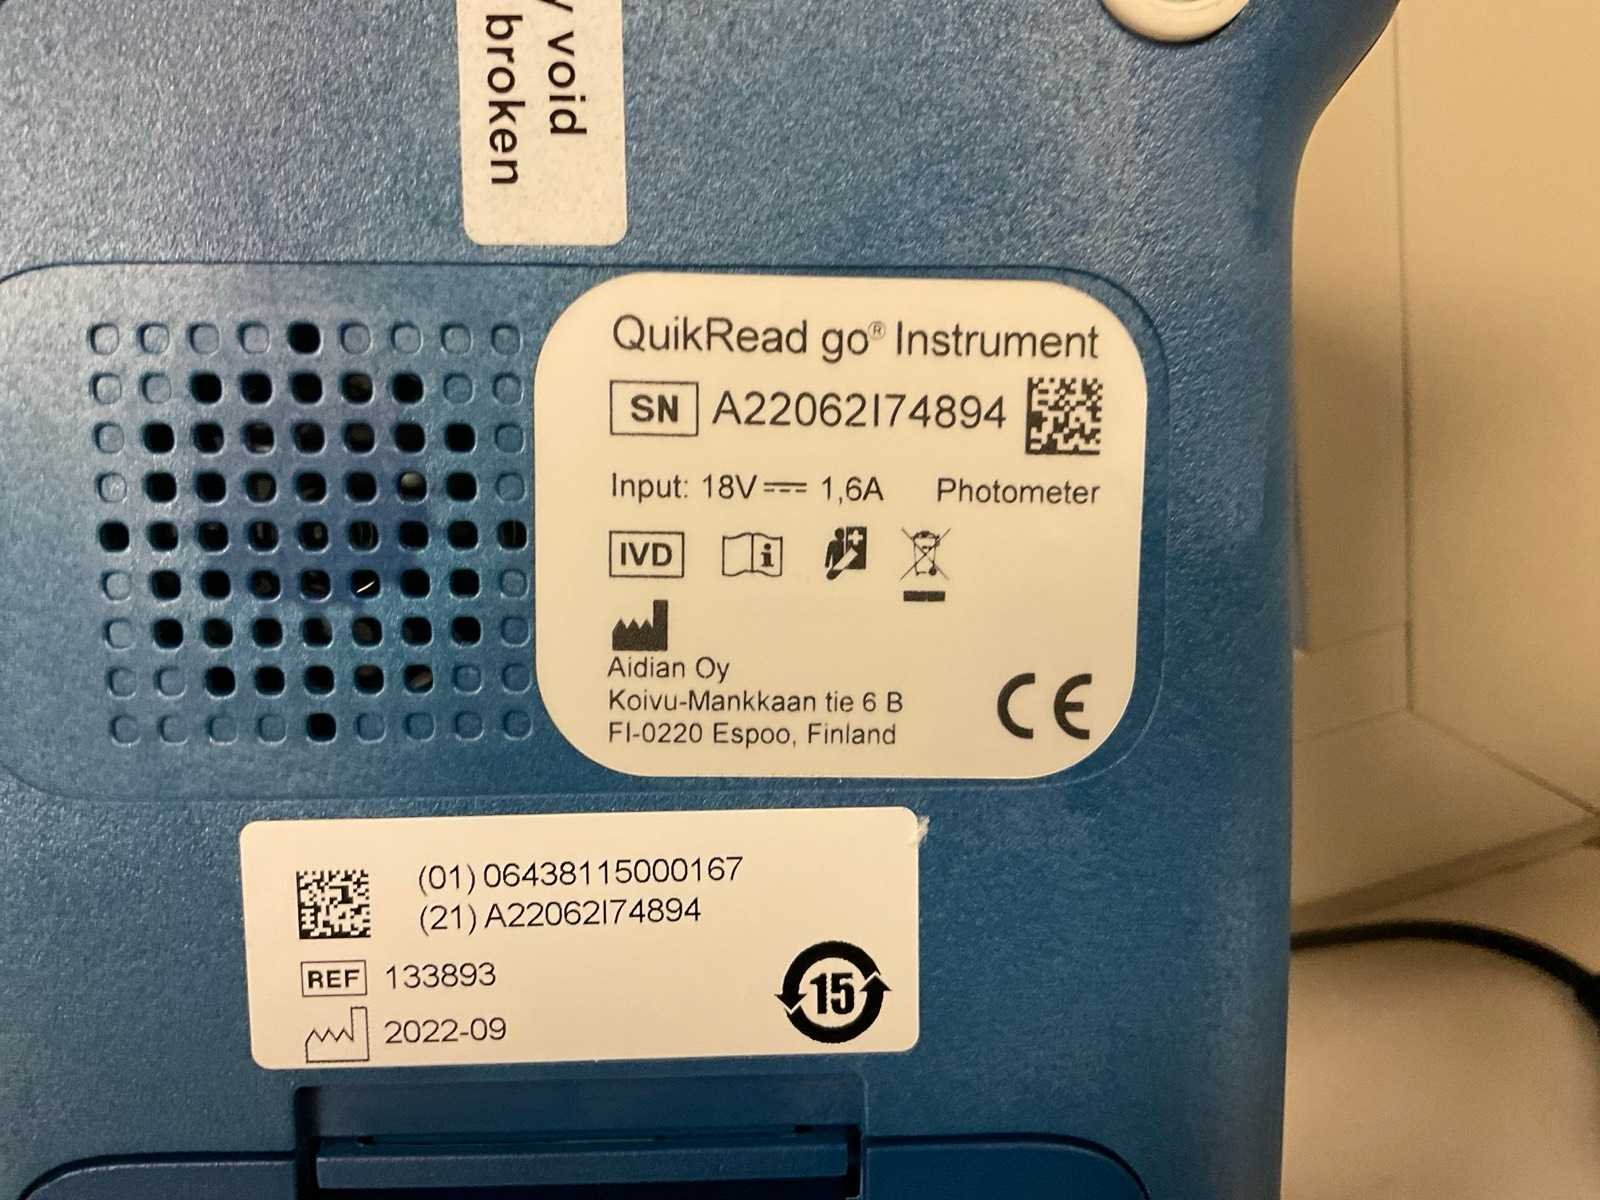 y void
broken
QuikRead go® Instrument
SN A22062I74894
Input: 18V⎓ 1,6A Photometer
IVD
Aidian Oy
Koivu-Mankkaan tie 6 B
FI-0220 Espoo, Finland
CE
(01) 06438115000167
(21) A22062I74894
REF 133893
2022-09
15